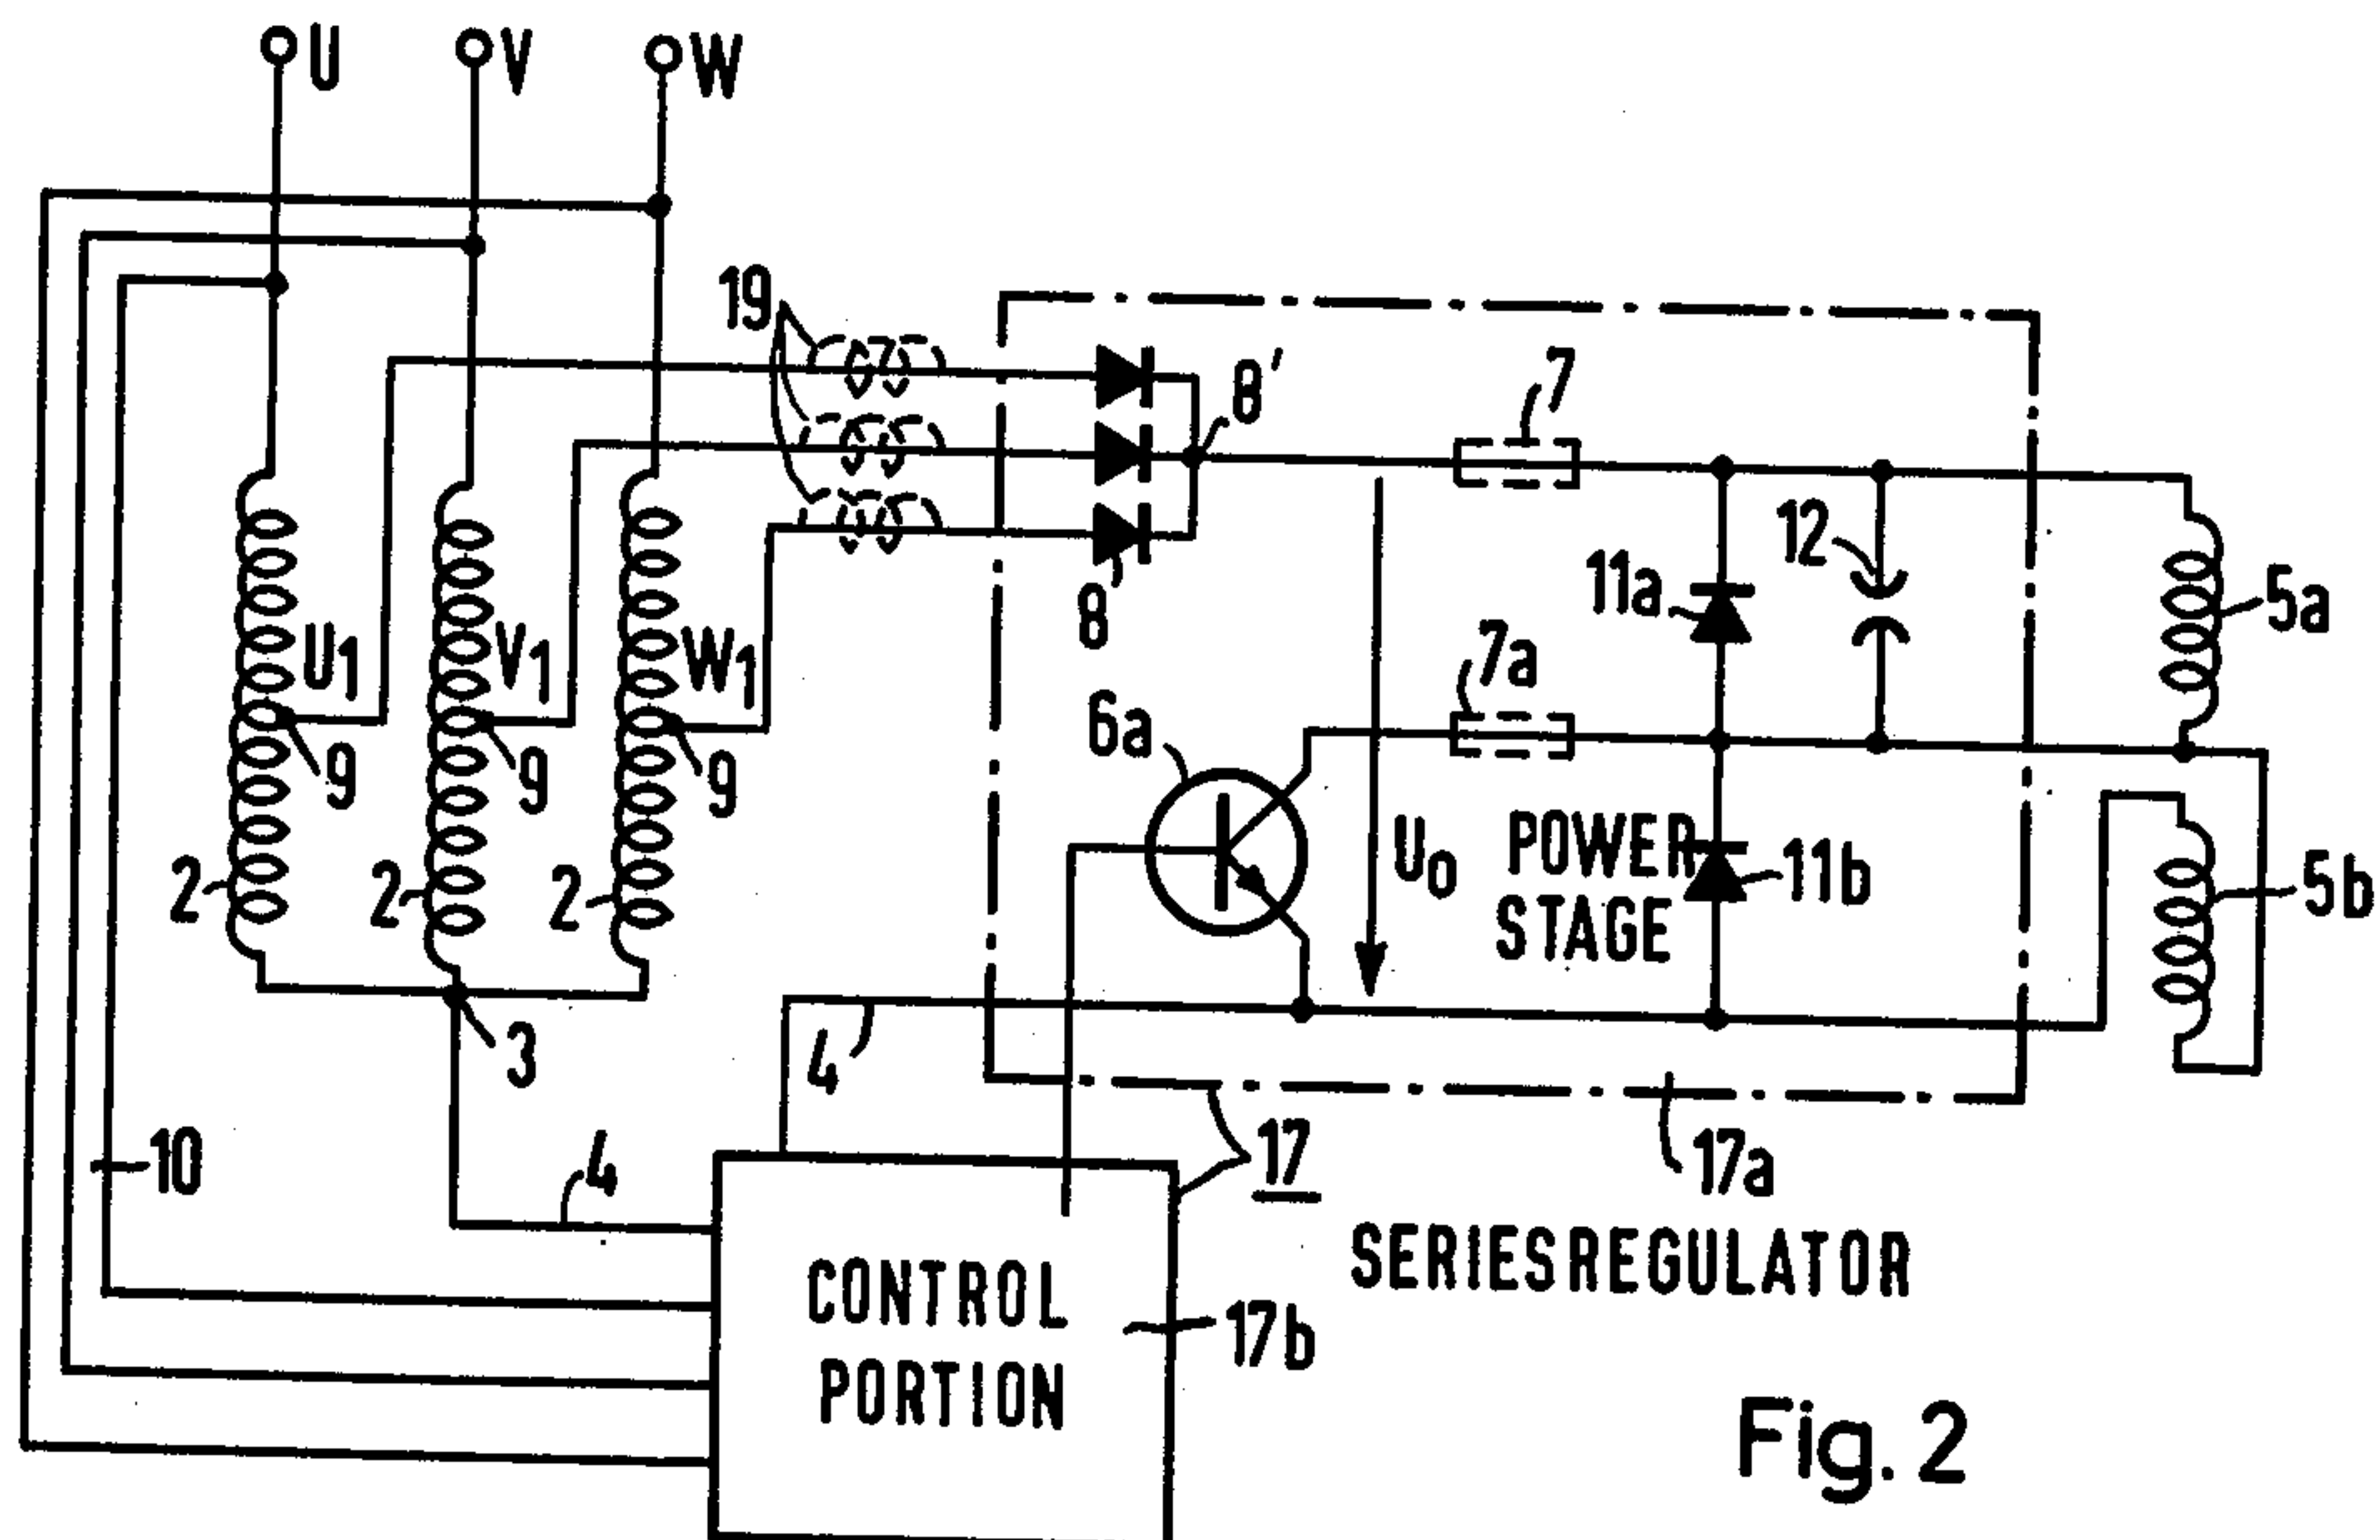 U V W
19
8'
7
12
11a
5a
8
U1 V1 W1
7a
6a
9 9 9
U0
POWER
STAGE
11b
5b
2 2 2
3
4
17
17a
10
4
SERIESREGULATOR
CONTROL
PORTION
17b
Fig. 2